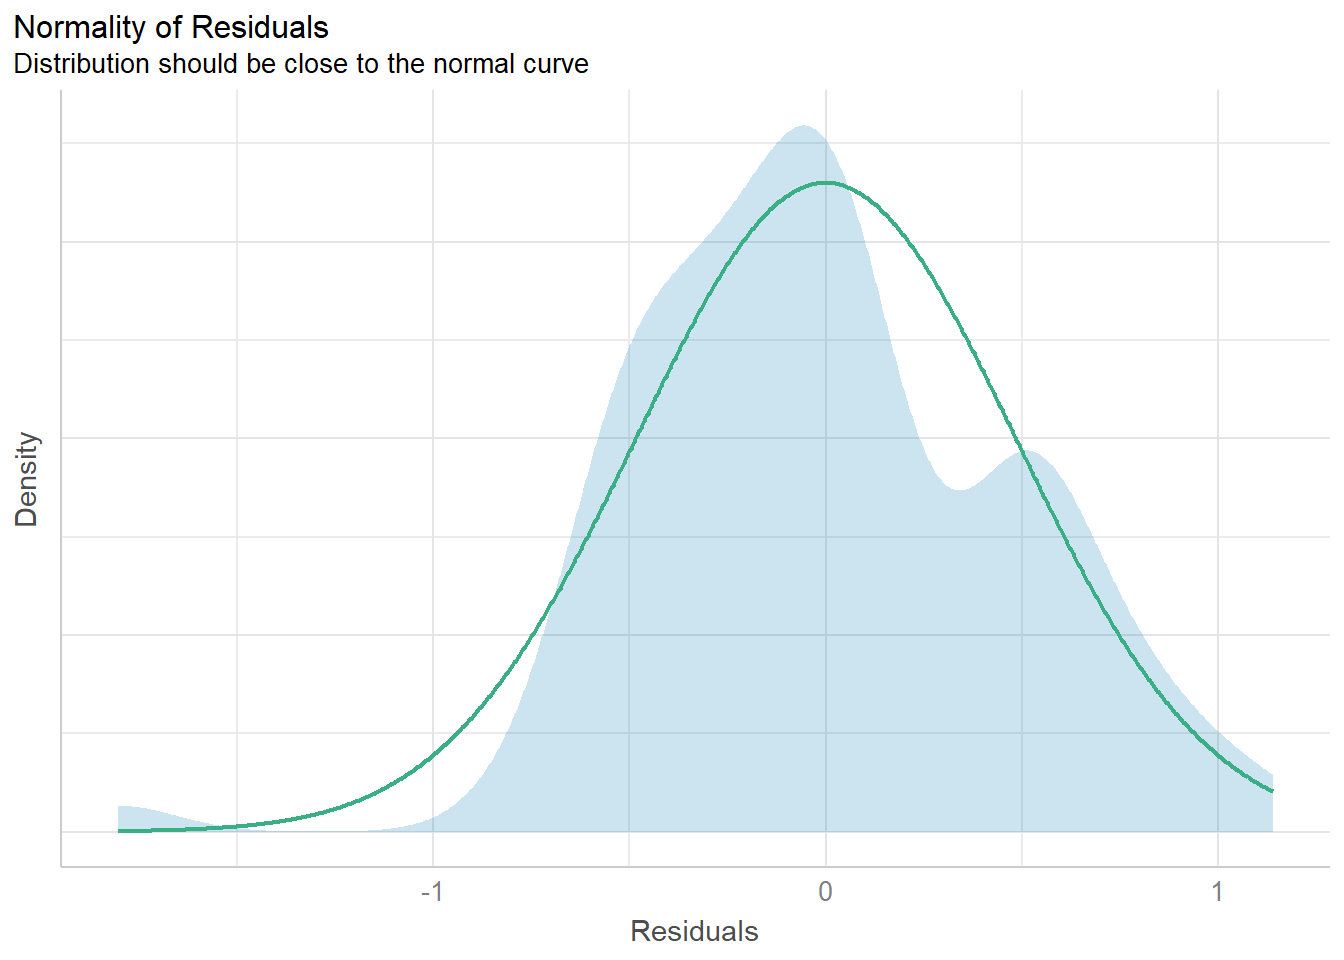 Normality of Residuals
Distribution should be close to the normal curve
Density
-1
0
1
Residuals